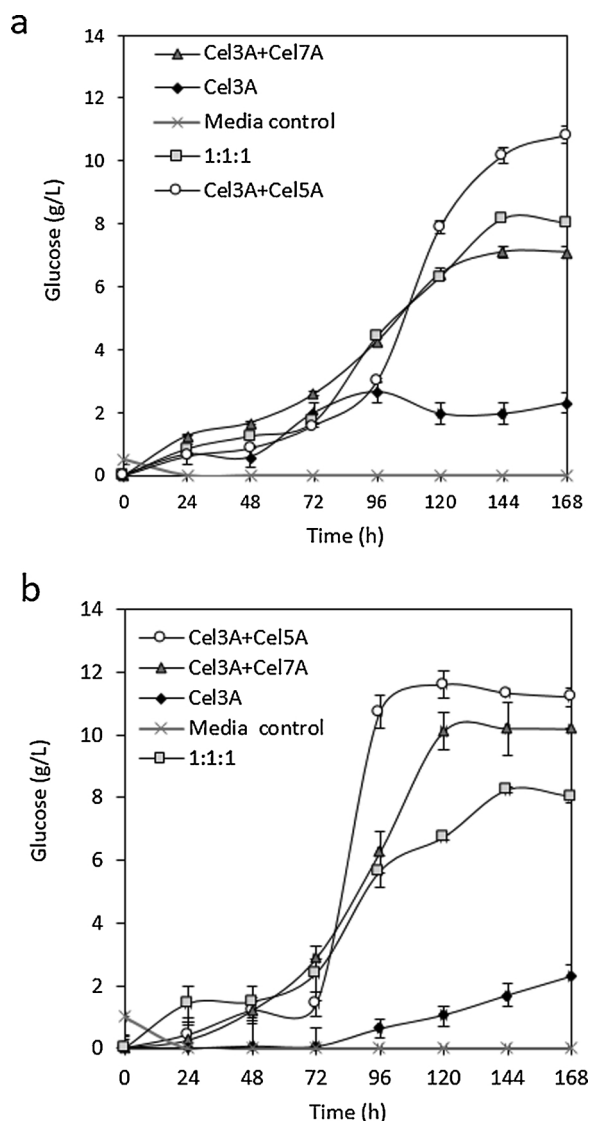 a
14
12
10
8
6
4
2
0
Glucose (g/L)
Cel3A+Cel7A
Cel3A
Media control
1:1:1
Cel3A+Cel5A
0 24 48 72 96 120 144 168
Time (h)
b
14
12
10
8
6
4
2
0
Glucose (g/L)
Cel3A+Cel5A
Cel3A+Cel7A
Cel3A
Media control
1:1:1
0 24 48 72 96 120 144 168
Time (h)